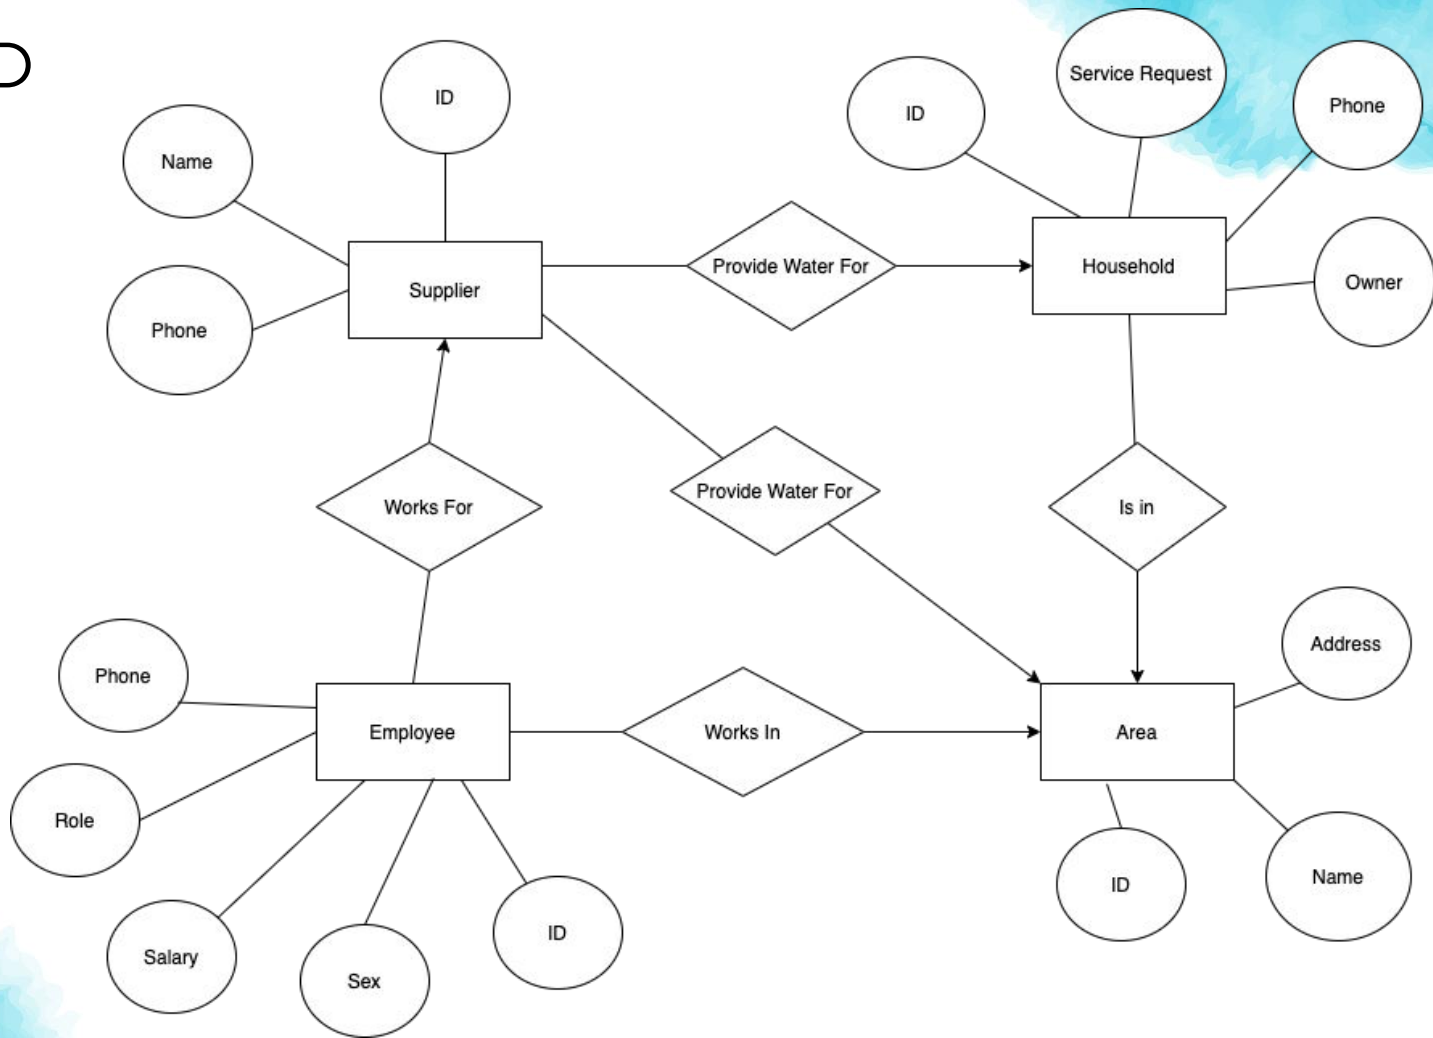 D
ID
Service Request
Phone
ID
Name
Provide Water For
Household
Owner
Supplier
Phone
Provide Water For
Works For
Is in
Address
Phone
Employee
Works In
Area
Role
ID
Name
Salary
Sex
ID